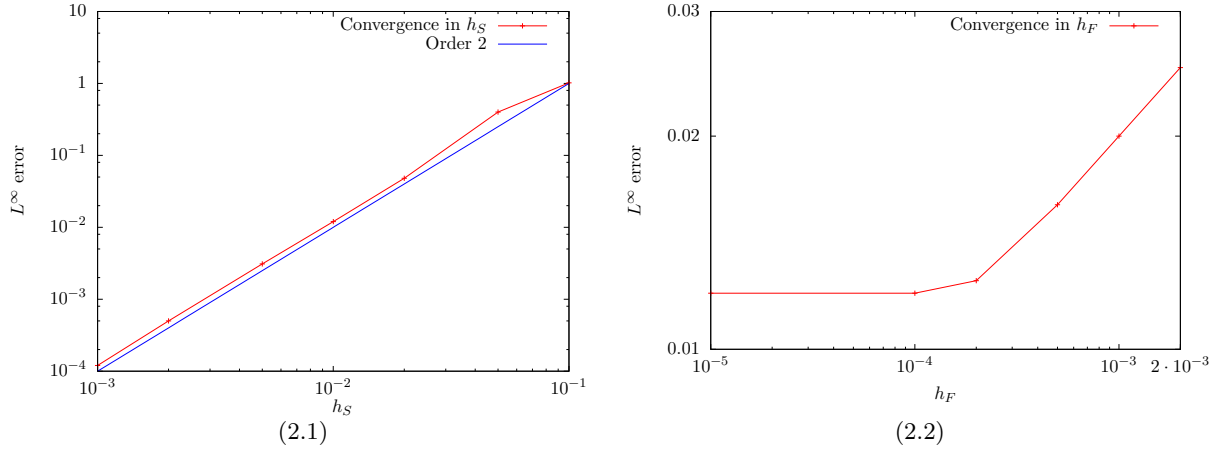 10
1
10⁻¹
10⁻²
10⁻³
10⁻⁴
L^∞ error
Convergence in h_S
Order 2
10⁻³
10⁻²
10⁻¹
h_S
(2.1)
0.03
0.02
0.01
L^∞ error
Convergence in h_F
10⁻⁵
10⁻⁴
10⁻³
2 · 10⁻³
h_F
(2.2)